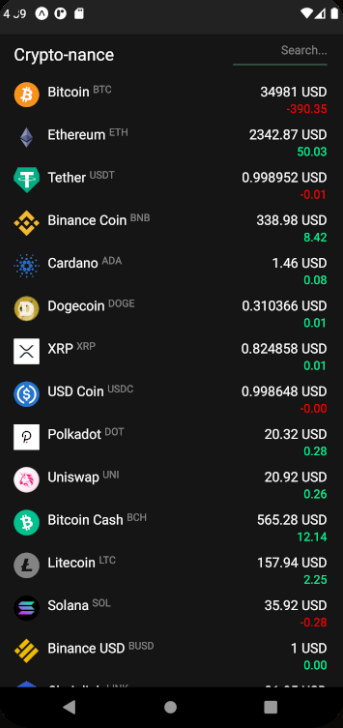 Crypto-nance
Search...
Bitcoin BTC
34981 USD
-390.35
Ethereum ETH
2342.87 USD
50.03
Tether USDT
0.998952 USD
-0.01
Binance Coin BNB
338.98 USD
8.42
Cardano ADA
1.46 USD
0.08
Dogecoin DOGE
0.310366 USD
0.01
XRP XRP
0.824858 USD
0.01
USD Coin USDC
0.998648 USD
-0.00
Polkadot DOT
20.32 USD
0.28
Uniswap UNI
20.92 USD
0.26
Bitcoin Cash BCH
565.28 USD
12.14
Litecoin LTC
157.94 USD
2.25
Solana SOL
35.92 USD
-0.28
Binance USD BUSD
1 USD
0.00